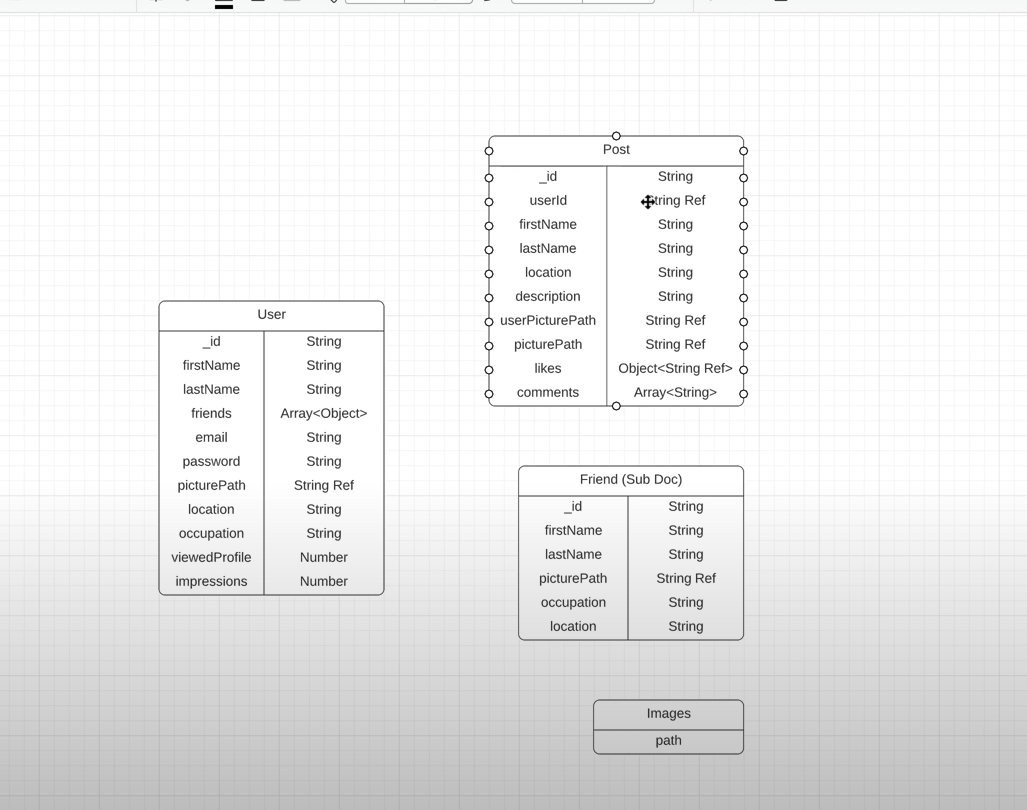 Post
_id String
userId String Ref
firstName String
lastName String
location String
description String
userPicturePath String Ref
picturePath String Ref
likes Object<String Ref>
comments Array<String>
User
_id String
firstName String
lastName String
friends Array<Object>
email String
password String
picturePath String Ref
location String
occupation String
viewedProfile Number
impressions Number
Friend (Sub Doc)
_id String
firstName String
lastName String
picturePath String Ref
occupation String
location String
Images
path